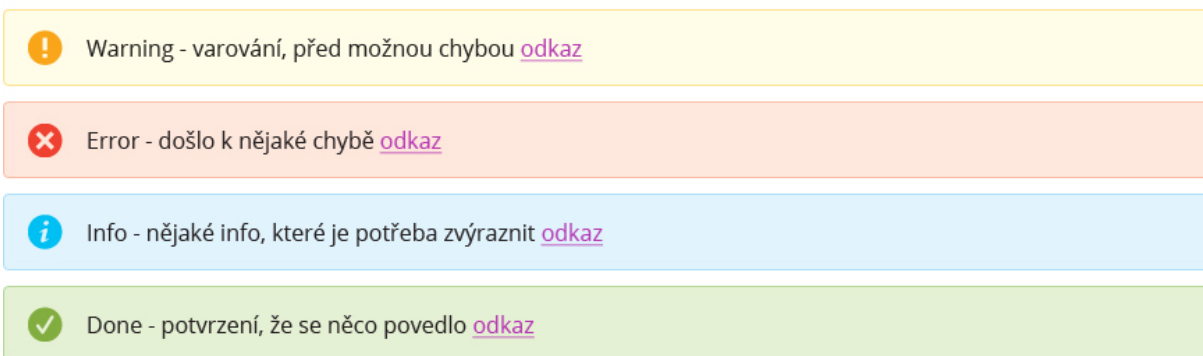 Warning - varování, před možnou chybou odkaz
Error - došlo k nějaké chybě odkaz
Info - nějaké info, které je potřeba zvýraznit odkaz
Done - potvrzení, že se něco povedlo odkaz